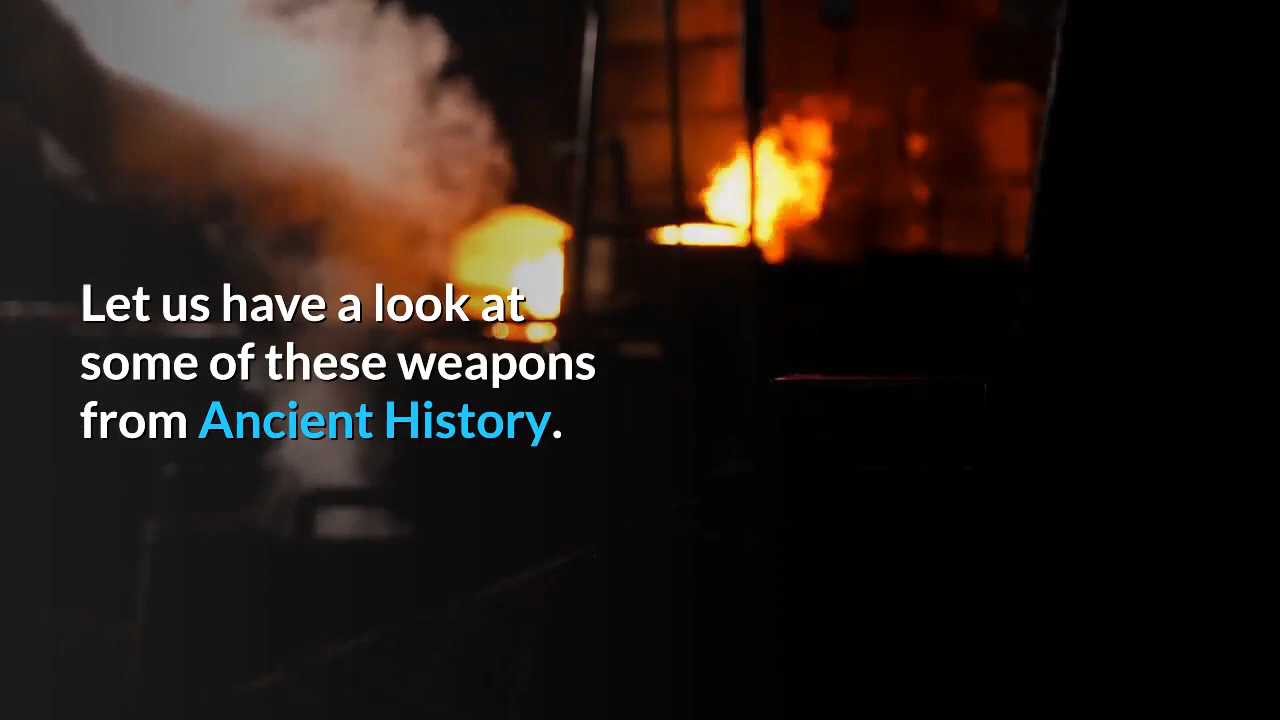 Let us have a look at
some of these weapons
from Ancient History.